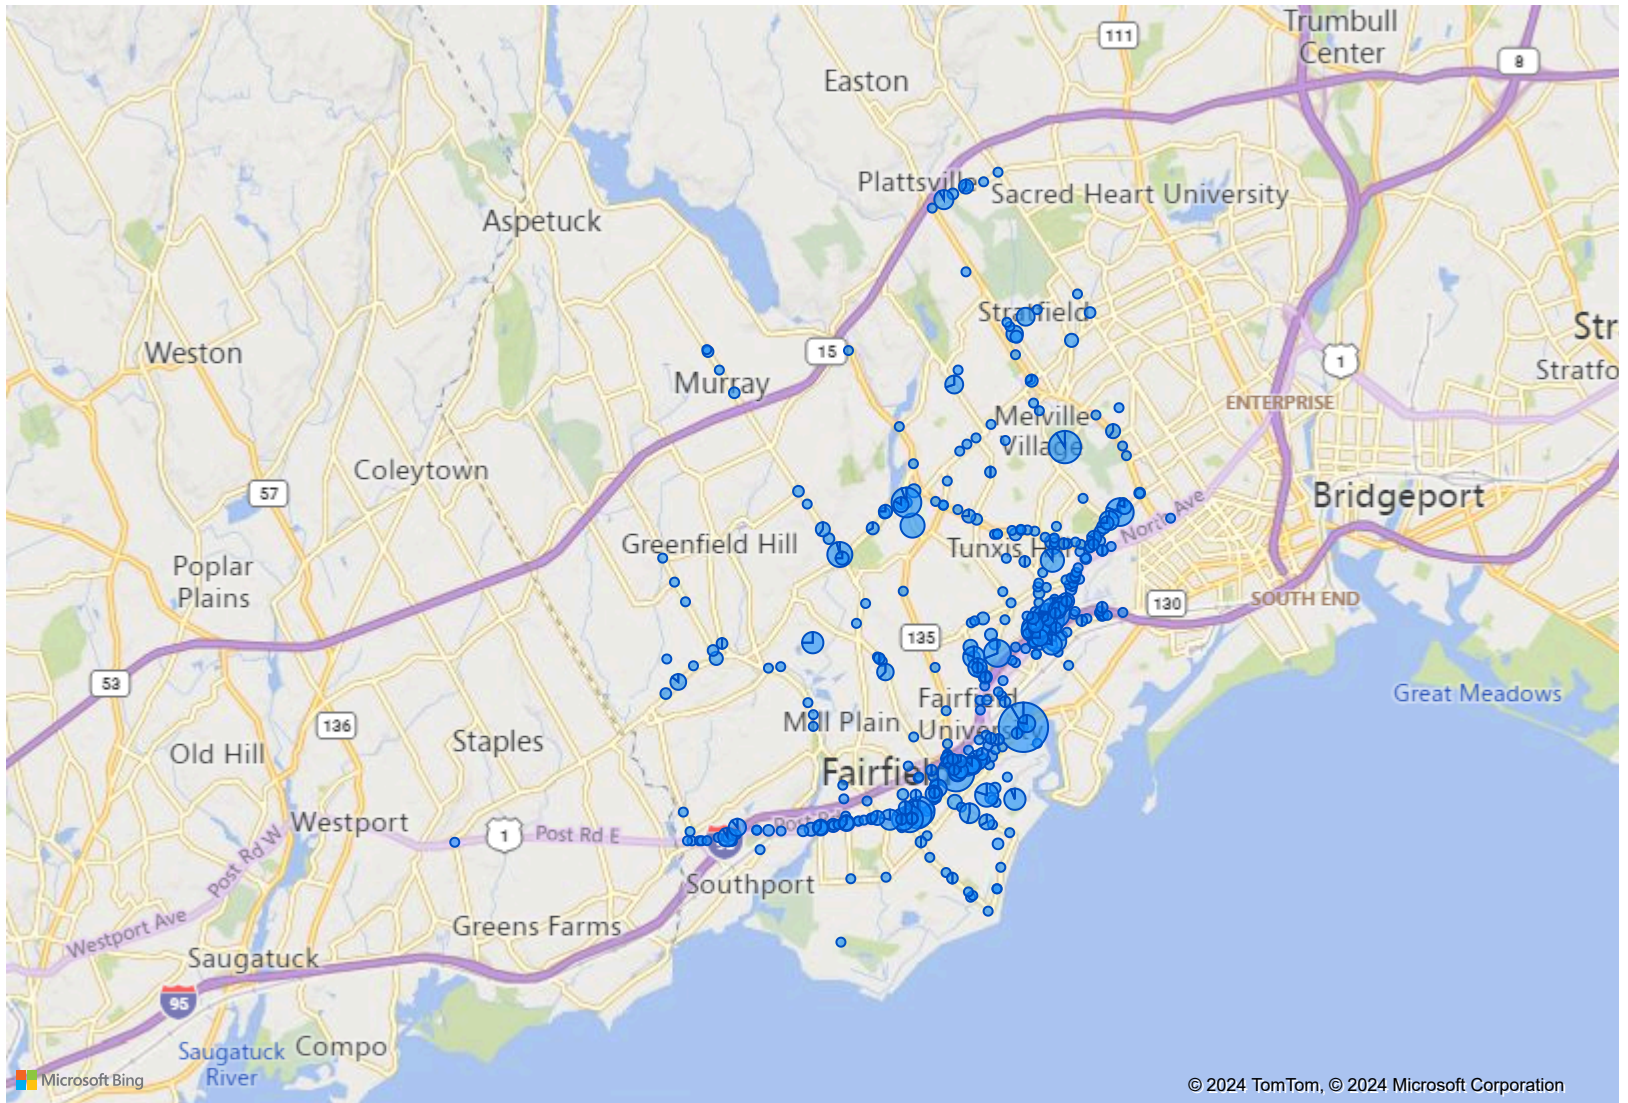 Trumbull
Center
111
8
Easton
Plattsville
Sacred Heart University
Aspetuck
Stratfield
Str
Weston
15
1
Stratfo
Murray
ENTERPRISE
Melville
Village
Coleytown
57
Bridgeport
North Ave
Greenfield Hill
Tunxis H
Poplar
Plains
SOUTH END
130
135
53
Great Meadows
Fairfield
University
136
Mill Plain
Old Hill
Staples
Fairfiel
Westport
1
Post Rd E
Post Rd
Post Rd W
Southport
Westport Ave
Greens Farms
Saugatuck
95
Saugatuck
River
Compo
Microsoft Bing
© 2024 TomTom, © 2024 Microsoft Corporation